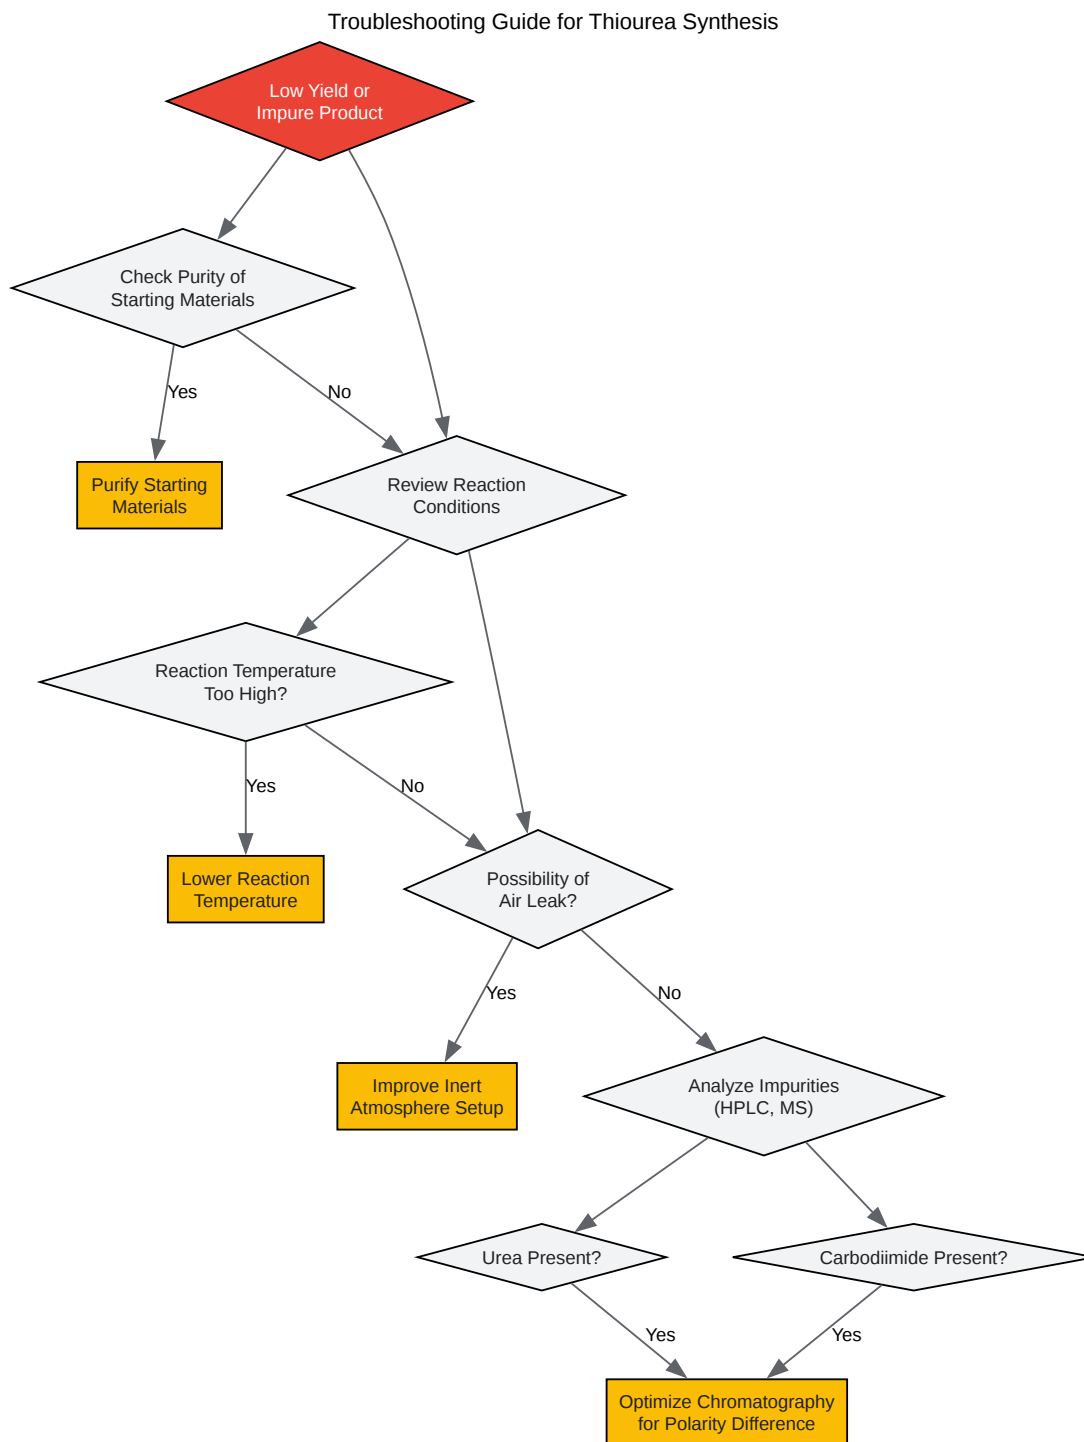 Troubleshooting Guide for Thiourea Synthesis
Low Yield or
Impure Product
Check Purity of
Starting Materials
Yes
No
Purify Starting
Materials
Review Reaction
Conditions
Reaction Temperature
Too High?
Yes
No
Lower Reaction
Temperature
Possibility of
Air Leak?
Yes
No
Improve Inert
Atmosphere Setup
Analyze Impurities
(HPLC, MS)
Urea Present?
Carbodiimide Present?
Yes
Yes
Optimize Chromatography
for Polarity Difference